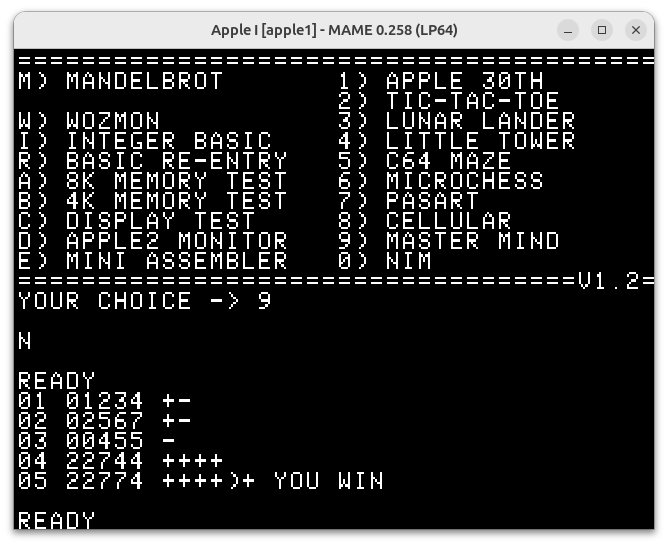 Apple I [apple1] - MAME 0.258 (LP64)
========================================
M) MANDELBROT       1) APPLE 30TH
                    2) TIC-TAC-TOE
W) WOZMON           3) LUNAR LANDER
I) INTEGER BASIC    4) LITTLE TOWER
R) BASIC RE-ENTRY   5) C64 MAZE
A) 8K MEMORY TEST   6) MICROCHESS
B) 4K MEMORY TEST   7) PASART
C) DISPLAY TEST     8) CELLULAR
D) APPLE2 MONITOR   9) MASTER MIND
E) MINI ASSEMBLER   0) NIM
===================================V1.2=
YOUR CHOICE -> 9
N
READY
01 01234 +-
02 02567 +-
03 00455 -
04 22744 ++++
05 22774 ++++)+ YOU WIN
READY